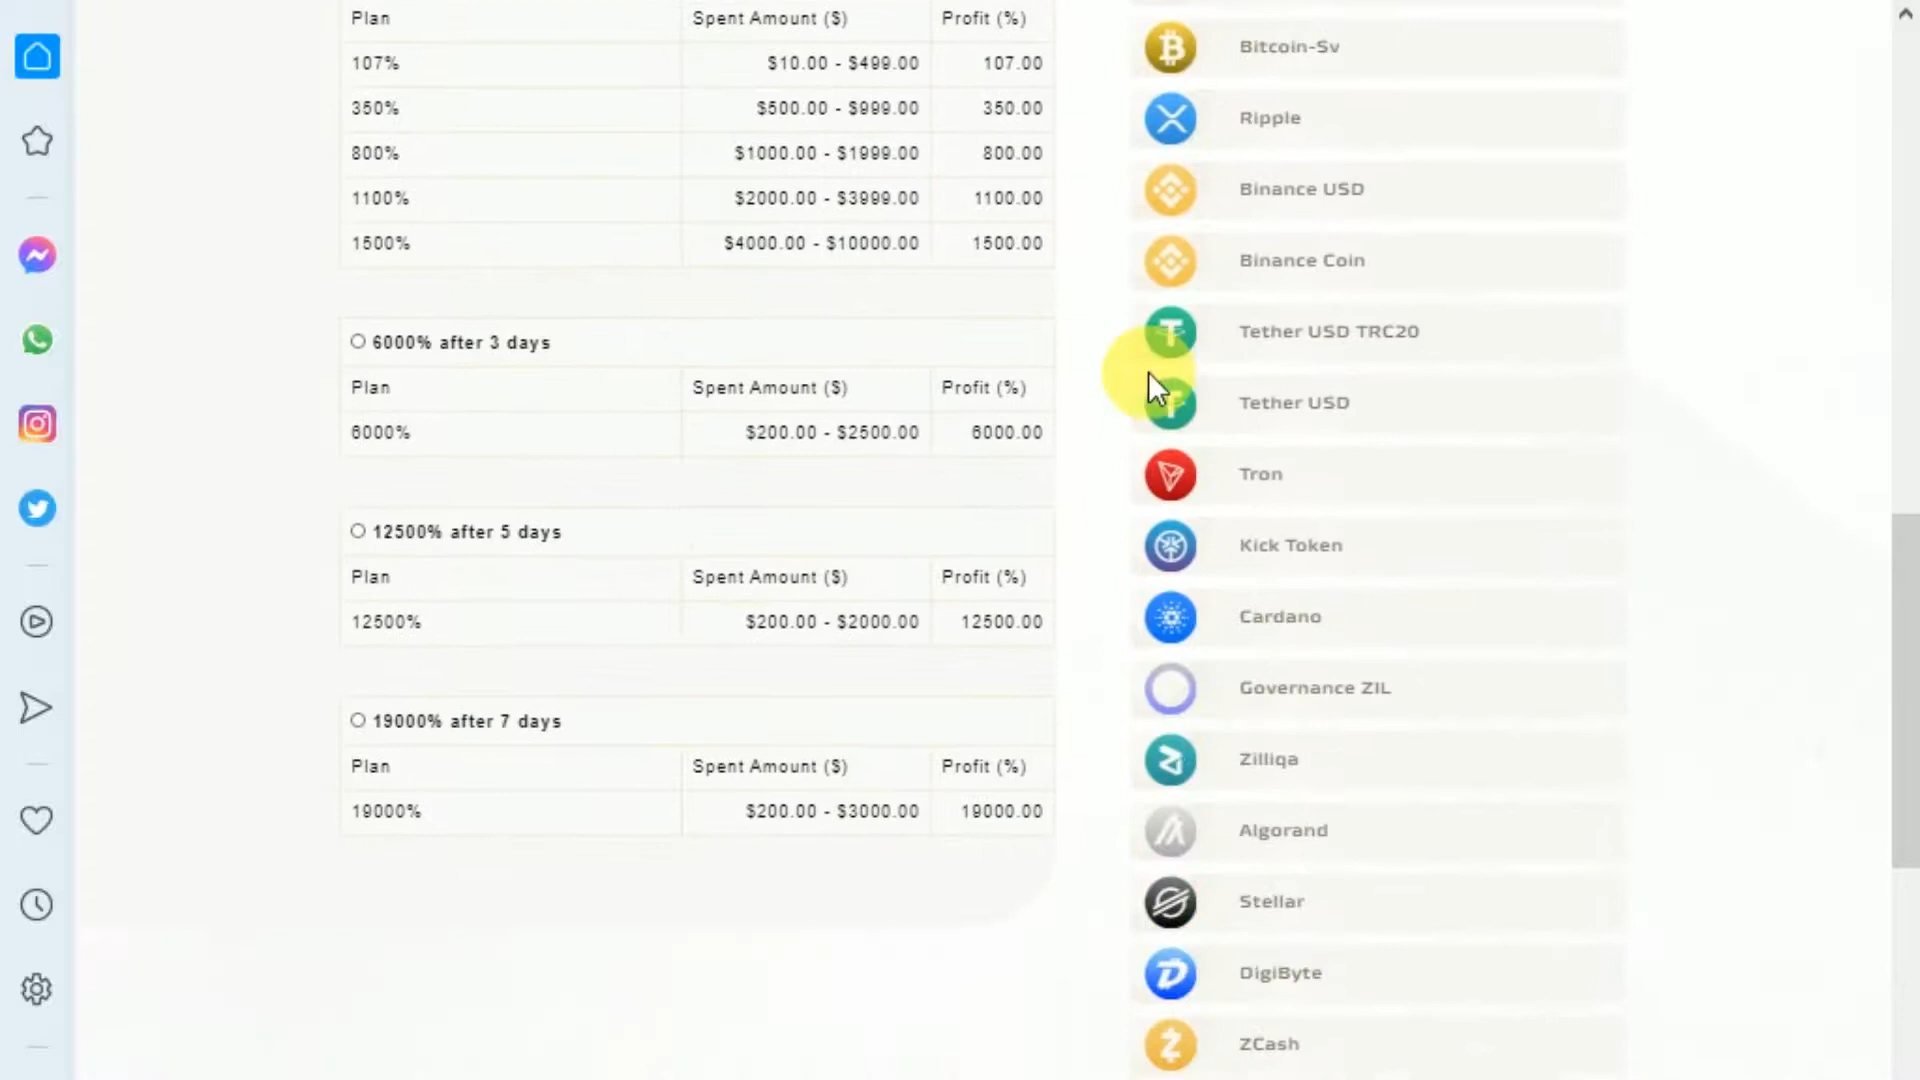 Plan Spent Amount ($) Profit (%)
107% $10.00 - $499.00 107.00
350% $500.00 - $999.00 350.00
800% $1000.00 - $1999.00 800.00
1100% $2000.00 - $3999.00 1100.00
1500% $4000.00 - $10000.00 1500.00
6000% after 3 days
Plan Spent Amount ($) Profit (%)
6000% $200.00 - $2500.00 6000.00
12500% after 5 days
Plan Spent Amount ($) Profit (%)
12500% $200.00 - $2000.00 12500.00
19000% after 7 days
Plan Spent Amount ($) Profit (%)
19000% $200.00 - $3000.00 19000.00
Bitcoin-Sv
Ripple
Binance USD
Binance Coin
Tether USD TRC20
Tether USD
Tron
Kick Token
Cardano
Governance ZIL
Zilliqa
Algorand
Stellar
DigiByte
ZCash